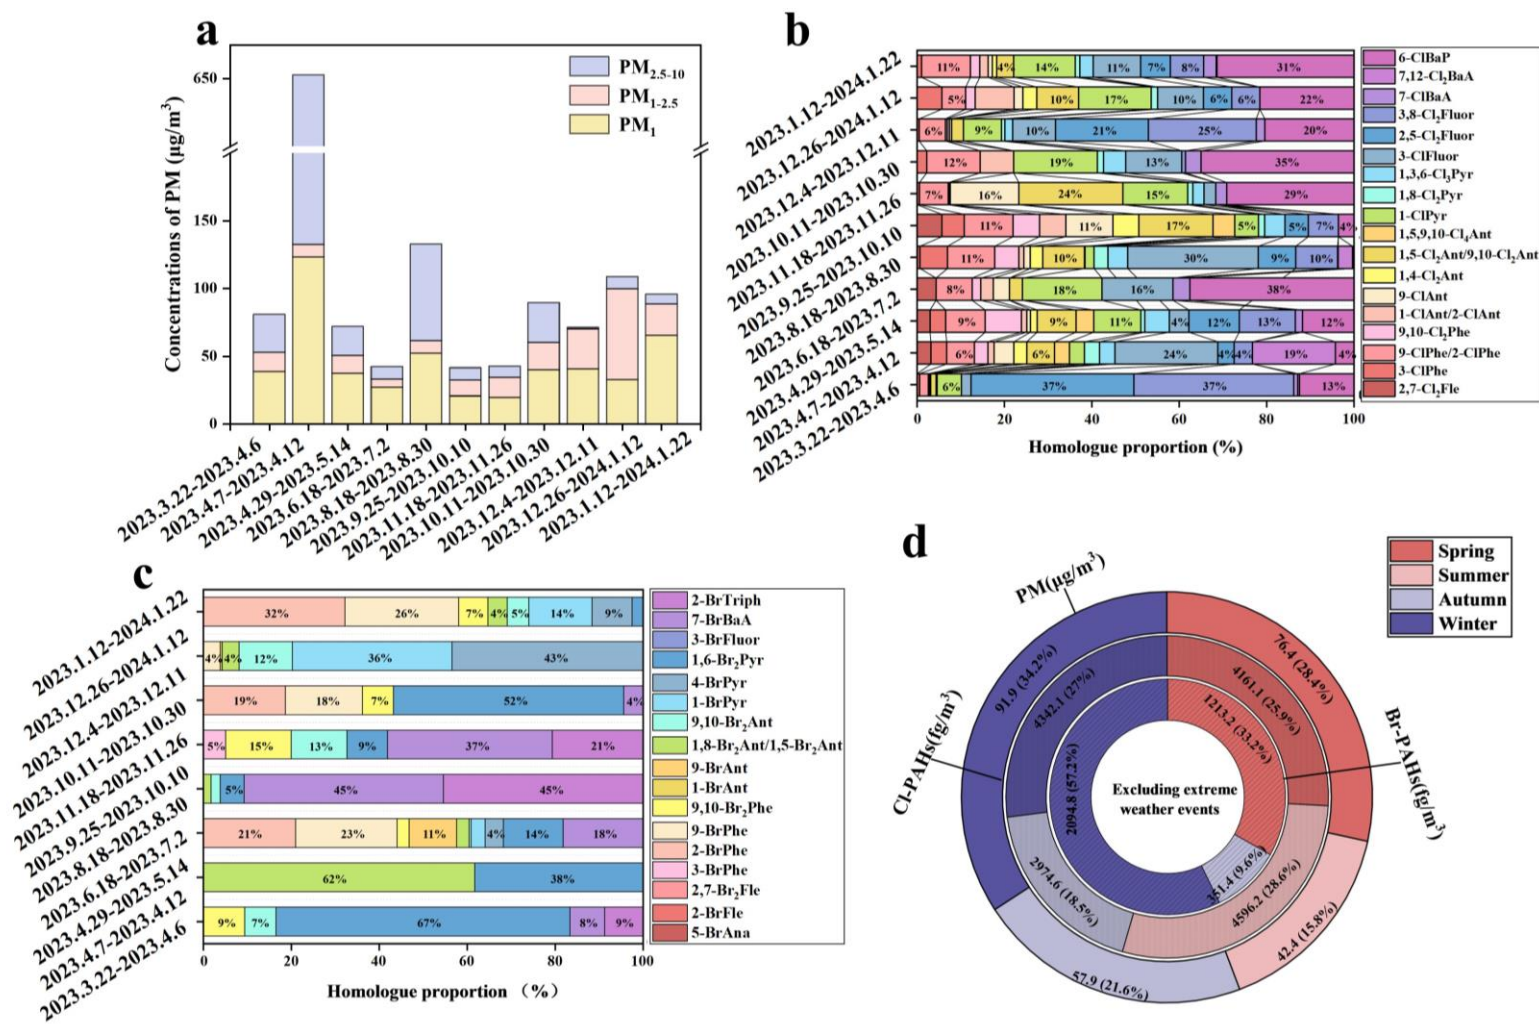 a
Concentrations of PM (μg/m³)
650
150
100
50
0
PM2.5-10
PM1-2.5
PM1
2023.3.22-2023.4.6
2023.4.7-2023.4.12
2023.4.29-2023.5.14
2023.6.18-2023.7.2
2023.8.18-2023.8.30
2023.9.25-2023.10.10
2023.11.18-2023.11.26
2023.10.11-2023.10.30
2023.12.4-2023.12.11
2023.12.26-2024.1.12
2023.1.12-2024.1.22
b
2023.1.12-2024.1.22
11% 4% 14% 11% 7% 8% 31%
2023.12.26-2024.1.12
5% 10% 17% 10% 6% 6% 22%
2023.12.4-2023.12.11
6% 9% 10% 21% 25% 20%
2023.10.11-2023.10.30
12% 19% 13% 35%
2023.11.18-2023.11.26
7% 16% 24% 15% 29%
2023.9.25-2023.10.10
11% 11% 17% 5% 5% 7% 4%
2023.8.18-2023.8.30
11% 10% 30% 9% 10%
2023.6.18-2023.7.2
8% 18% 16% 38%
2023.4.29-2023.5.14
9% 9% 11% 4% 12% 13% 12%
2023.4.7-2023.4.12
6% 6% 24% 4% 4% 19% 4%
2023.3.22-2023.4.6
6% 37% 37% 13%
0 20 40 60 80 100
Homologue proportion (%)
6-ClBaP
7,12-Cl2BaA
7-ClBaA
3,8-Cl2Fluor
2,5-Cl2Fluor
3-ClFluor
1,3,6-Cl3Pyr
1,8-Cl2Pyr
1-ClPyr
1,5,9,10-Cl4Ant
1,5-Cl2Ant/9,10-Cl2Ant
1,4-Cl2Ant
9-ClAnt
1-ClAnt/2-ClAnt
9,10-Cl2Phe
9-ClPhe/2-ClPhe
3-ClPhe
2,7-Cl2Fle
c
2023.1.12-2024.1.22
2023.12.26-2024.1.12
2023.12.4-2023.12.11
2023.10.11-2023.10.30
2023.11.18-2023.11.26
2023.9.25-2023.10.10
2023.8.18-2023.8.30
2023.6.18-2023.7.2
2023.4.29-2023.5.14
2023.4.7-2023.4.12
2023.3.22-2023.4.6
32% 26% 7% 4% 5% 14% 9%
4% 4% 12% 36% 43%
19% 18% 7% 52% 4%
5% 15% 13% 9% 37% 21%
5% 45% 45%
21% 23% 11% 4% 14% 18%
62% 38%
9% 7% 67% 8% 9%
0 20 40 60 80 100
Homologue proportion （%）
2-BrTriph
7-BrBaA
3-BrFluor
1,6-Br2Pyr
4-BrPyr
1-BrPyr
9,10-Br2Ant
1,8-Br2Ant/1,5-Br2Ant
9-BrAnt
1-BrAnt
9,10-Br2Phe
9-BrPhe
2-BrPhe
3-BrPhe
2,7-Br2Fle
2-BrFle
5-BrAna
d
Spring
Summer
Autumn
Winter
PM(μg/m³)
Cl-PAHs(fg/m³)
Br-PAHs(fg/m³)
76.4 (28.4%)
42.4 (15.8%)
57.9 (21.6%)
91.9 (34.2%)
4161.1 (25.9%)
4596.2 (28.6%)
2974.6 (18.5%)
4342.1 (27%)
1213.2 (33.2%)
351.4 (9.6%)
2094.8 (57.2%)
Excluding extreme
weather events